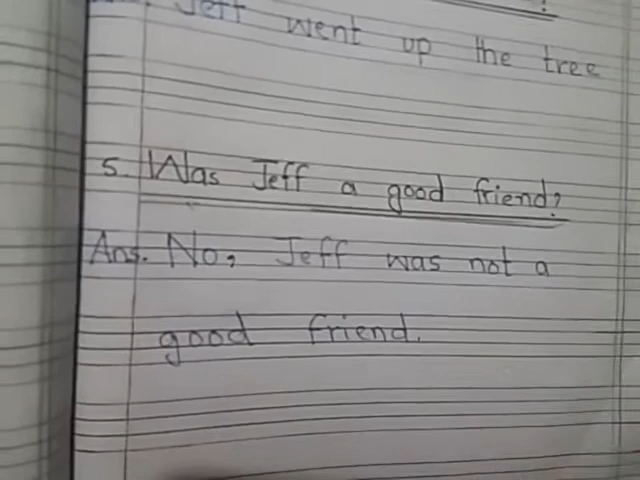 Jeff went up the tree
5. Was Jeff a good friend?
Ans. No, Jeff was not a
good friend.